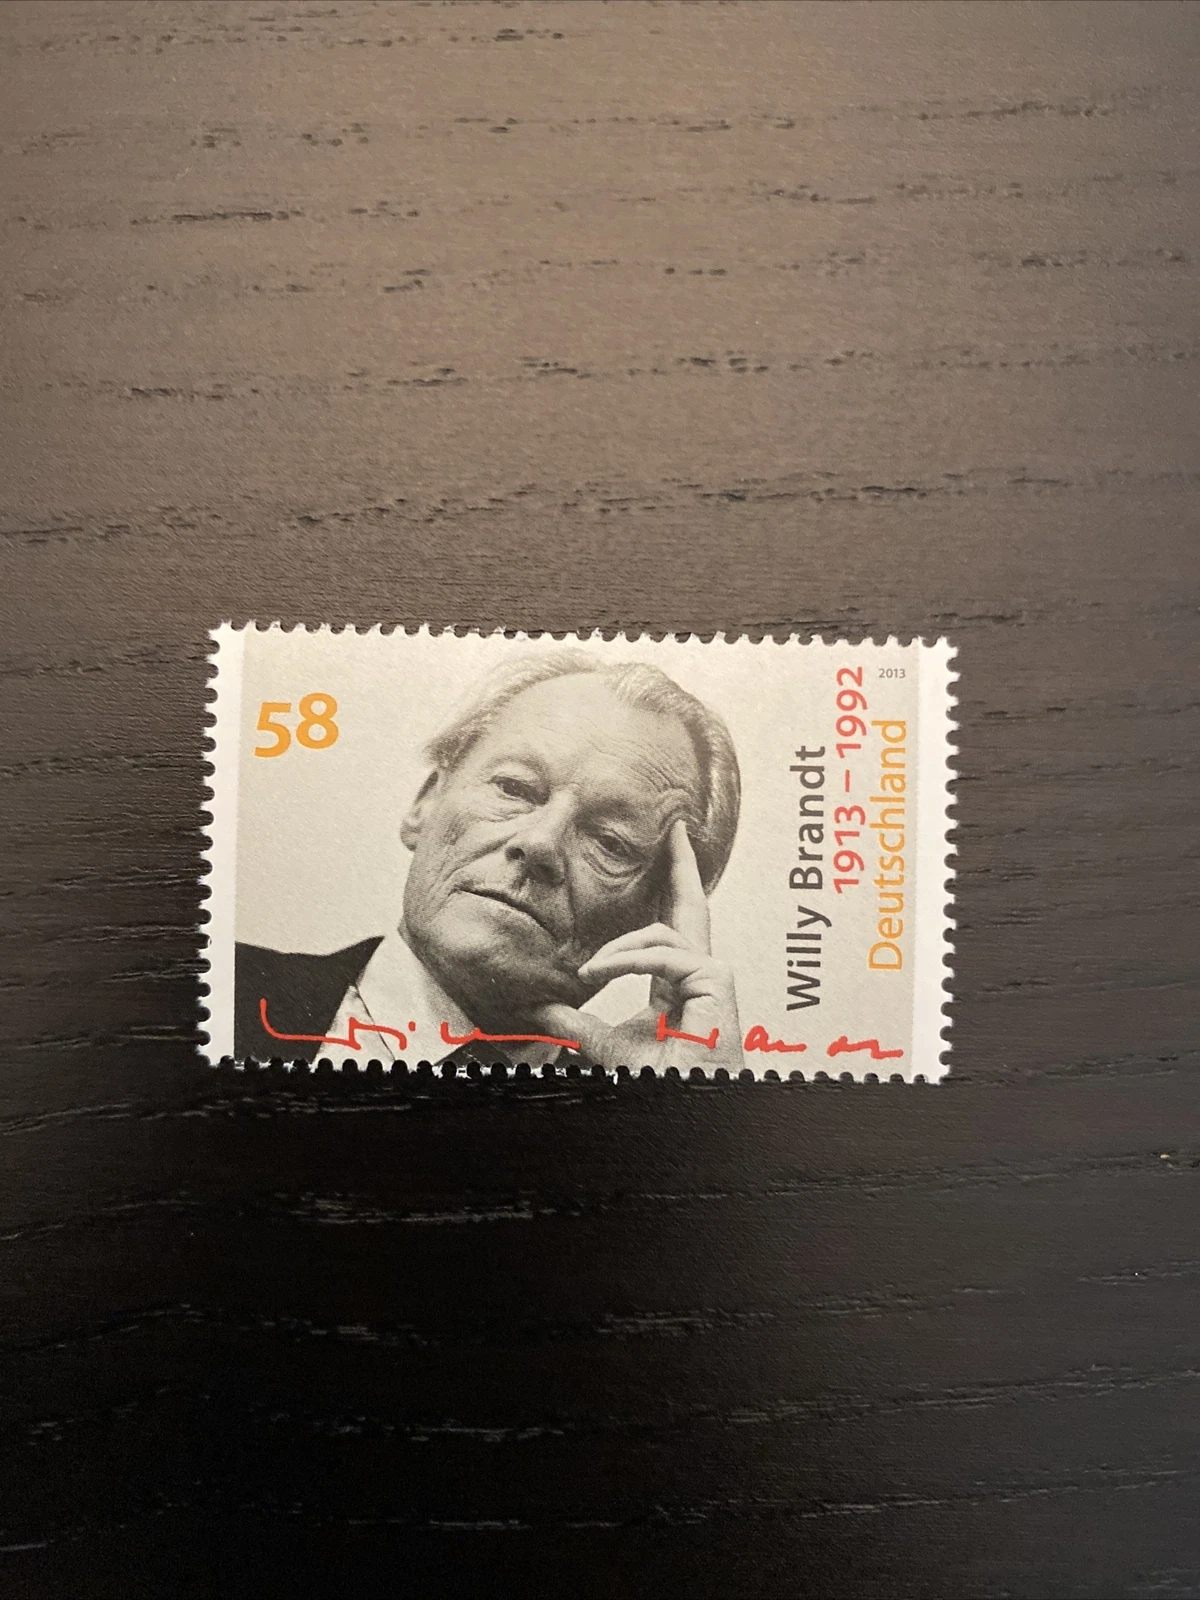 58
2013
Willy Brandt
1913 – 1992
Deutschland